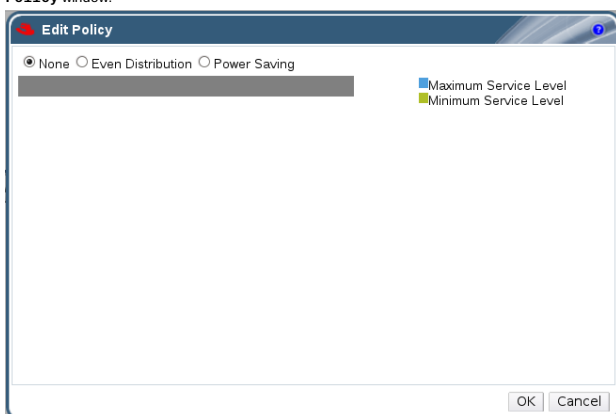 Policy window.
Edit Policy
None Even Distribution Power Saving
Maximum Service Level
Minimum Service Level
OK Cancel